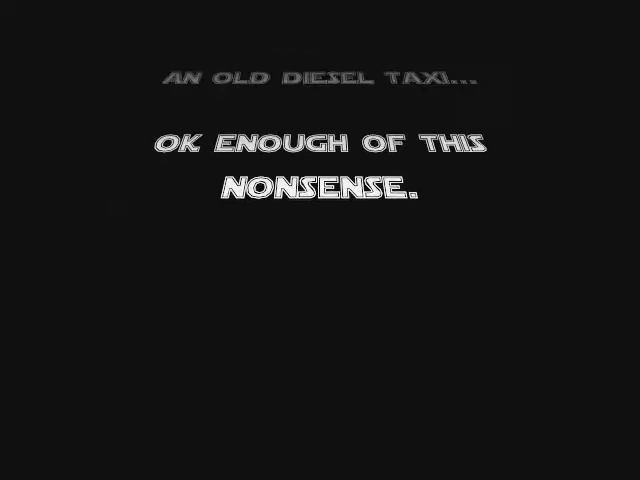 AN OLD DIESEL TAXI...
OK ENOUGH OF THIS
NONSENSE.